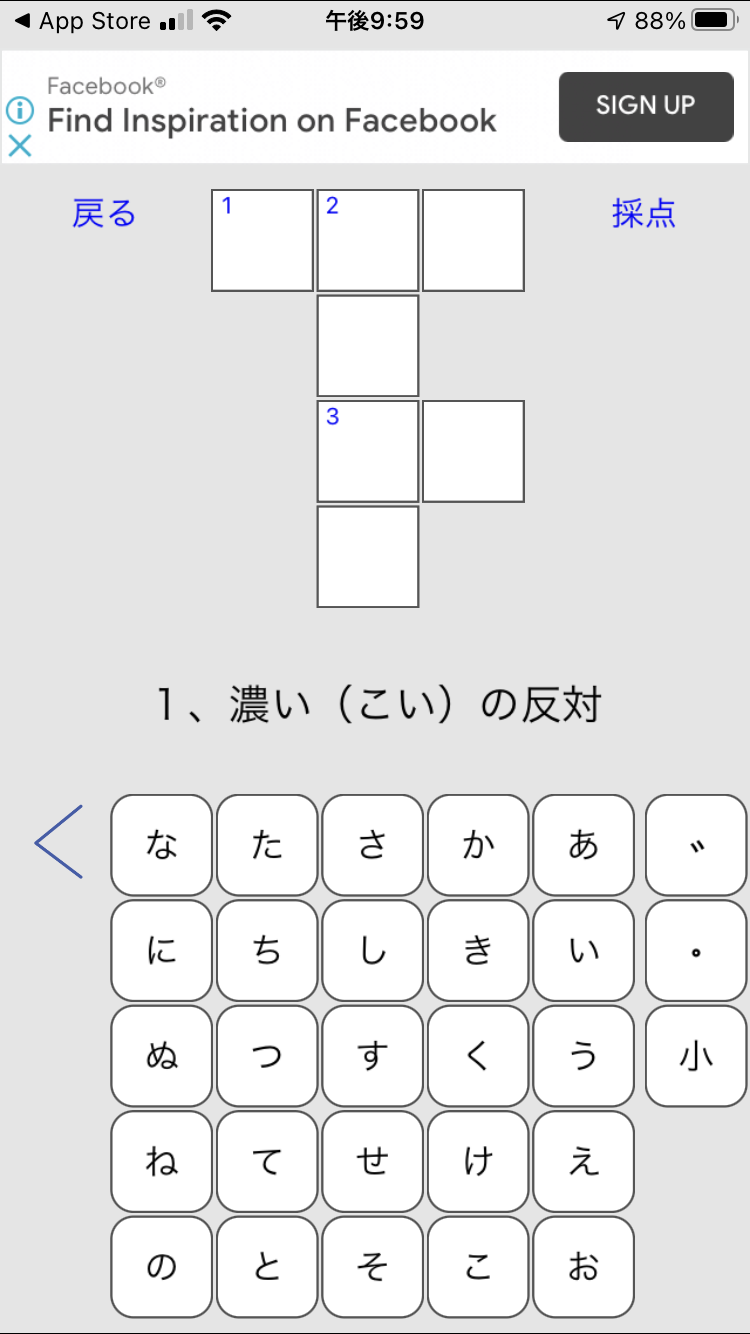 App Store 午後9:59 88%
Facebook®
Find Inspiration on Facebook
SIGN UP
戻る 1 2 採点
3
1、濃い（こい）の反対
な た さ か あ 〃
に ち し き い ゜
ぬ つ す く う 小
ね て せ け え
の と そ こ お